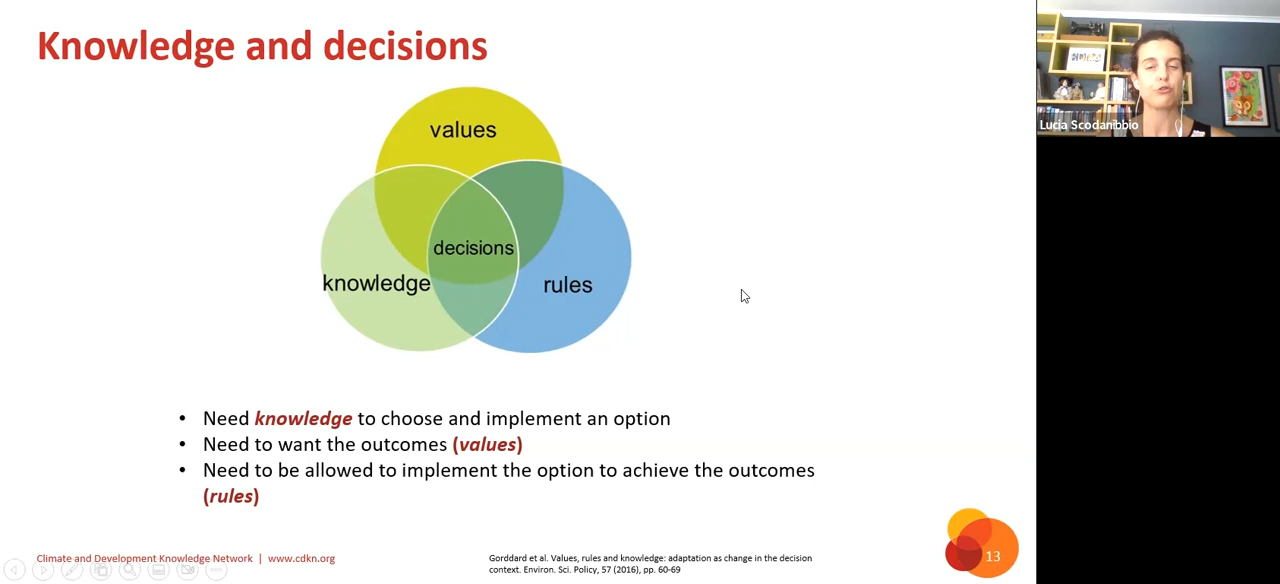 Knowledge and decisions
values
decisions
knowledge
rules
• Need knowledge to choose and implement an option
• Need to want the outcomes (values)
• Need to be allowed to implement the option to achieve the outcomes
(rules)
Climate and Development Knowledge Network | www.cdkn.org
Gorddard et al. Values, rules and knowledge: adaptation as change in the decision
context. Environ. Sci. Policy, 57 (2016), pp. 60-69
13
Lucia Scodanibbio